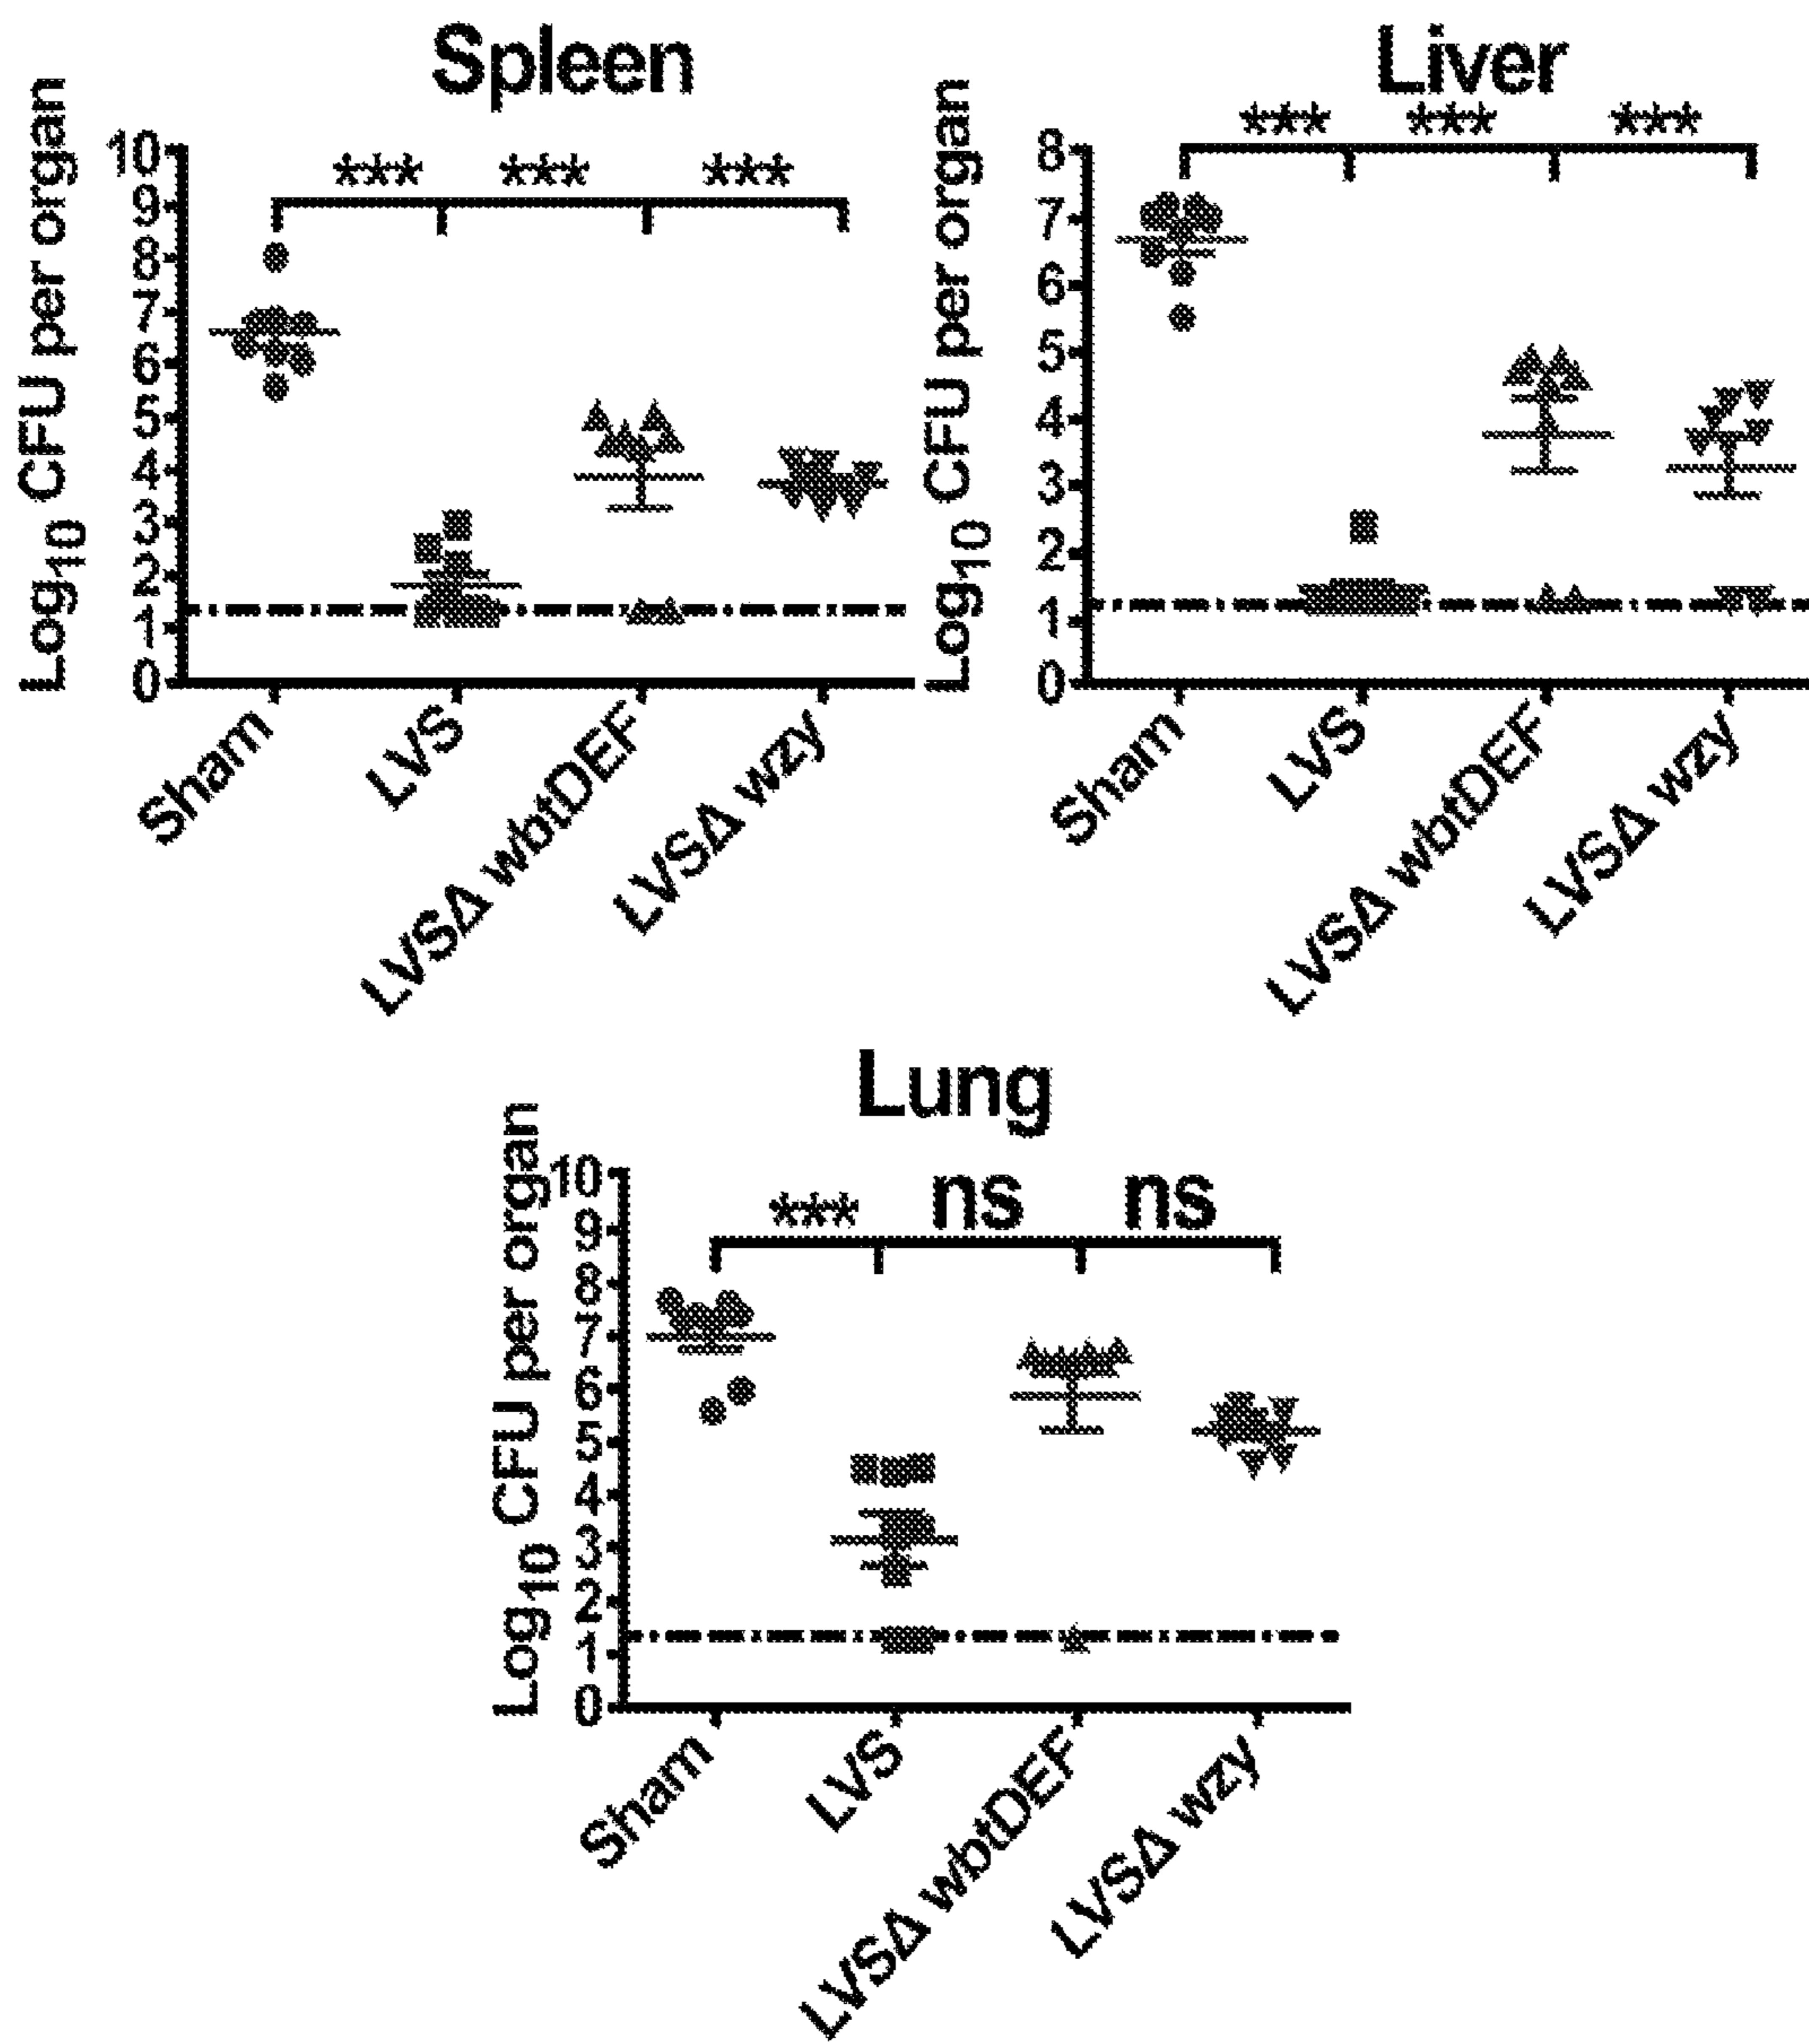 Spleen
Log10 CFU per organ
*** *** ***
10
9
8
7
6
5
4
3
2
1
0
Sham
LVS
LVSΔ wbtDEF
LVSΔ wzy
Liver
Log10 CFU per organ
*** *** ***
8
7
6
5
4
3
2
1
0
Sham
LVS
LVSΔ wbtDEF
LVSΔ wzy
Lung
Log10 CFU per organ
*** ns ns
10
9
8
7
6
5
4
3
2
1
0
Sham
LVS
LVSΔ wbtDEF
LVSΔ wzy